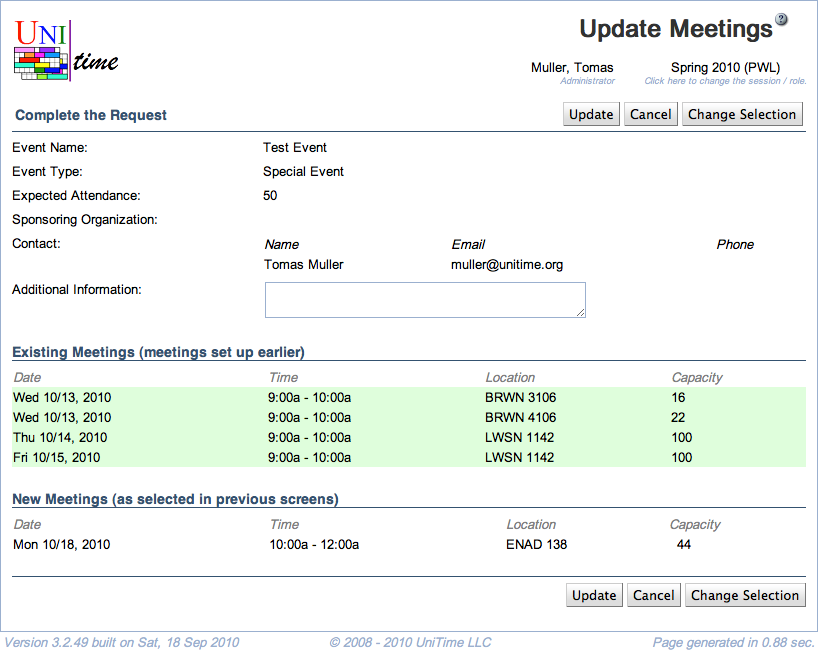 UNI
time
Update Meetings ?
Muller, Tomas Spring 2010 (PWL)
Administrator Click here to change the session / role.
Complete the Request Update Cancel Change Selection
Event Name: Test Event
Event Type: Special Event
Expected Attendance: 50
Sponsoring Organization:
Contact: Name Email Phone
Tomas Muller muller@unitime.org
Additional Information:
Existing Meetings (meetings set up earlier)
Date Time Location Capacity
Wed 10/13, 2010 9:00a - 10:00a BRWN 3106 16
Wed 10/13, 2010 9:00a - 10:00a BRWN 4106 22
Thu 10/14, 2010 9:00a - 10:00a LWSN 1142 100
Fri 10/15, 2010 9:00a - 10:00a LWSN 1142 100
New Meetings (as selected in previous screens)
Date Time Location Capacity
Mon 10/18, 2010 10:00a - 12:00a ENAD 138 44
Update Cancel Change Selection
Version 3.2.49 built on Sat, 18 Sep 2010 © 2008 - 2010 UniTime LLC Page generated in 0.88 sec.